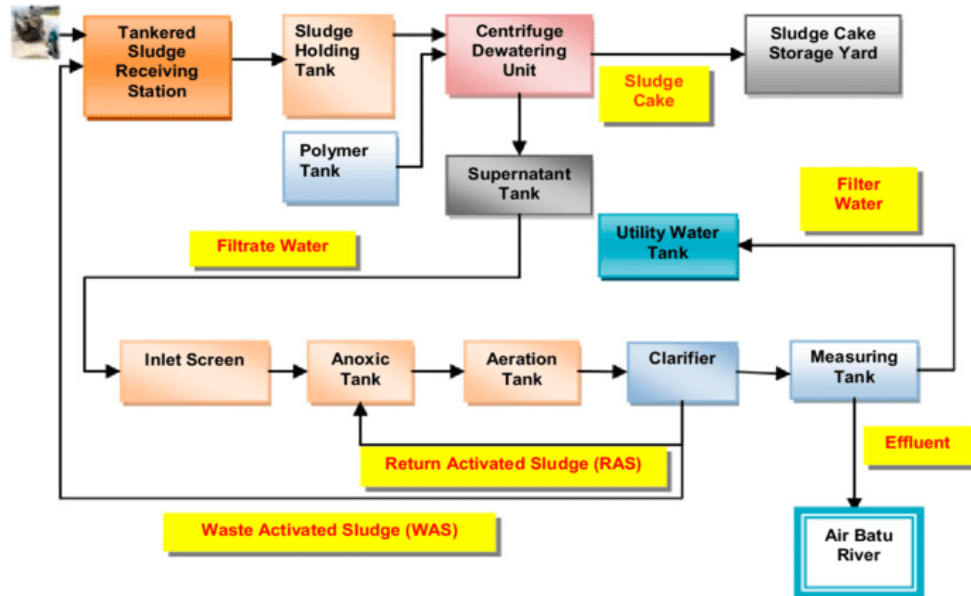 Tankered
Sludge
Receiving
Station
Sludge
Holding
Tank
Centrifuge
Dewatering
Unit
Sludge Cake
Storage Yard
Sludge
Cake
Polymer
Tank
Supernatant
Tank
Filter
Water
Utility Water
Tank
Filtrate Water
Inlet Screen
Anoxic
Tank
Aeration
Tank
Clarifier
Measuring
Tank
Effluent
Return Activated Sludge (RAS)
Waste Activated Sludge (WAS)
Air Batu
River